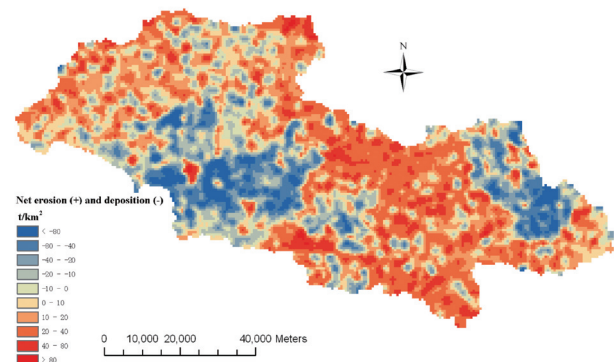 N
Net erosion (+) and deposition (-)
t/km²
< -80
-80 - -40
-40 - -20
-20 - -10
-10 - 0
0 - 10
10 - 20
20 - 40
40 - 80
> 80
0 10,000 20,000 40,000 Meters